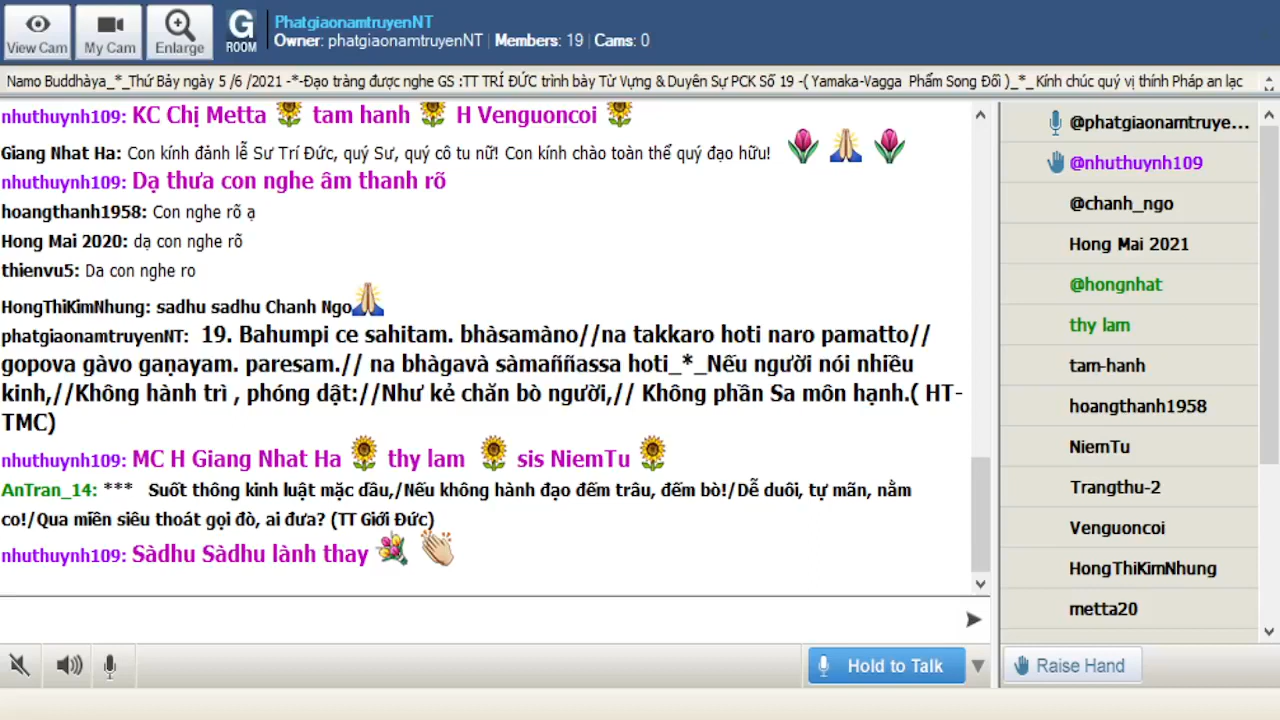 View Cam
My Cam
Enlarge
G
ROOM
PhatgiaonamtruyenNT
Owner: phatgiaonamtruyenNT | Members: 19 | Cams: 0
Namo Buddhàya_*_Thứ Bảy ngày 5 /6 /2021 -*-Đạo tràng được nghe GS :TT TRÍ ĐỨC trình bày Từ Vựng & Duyên Sự PCK Số 19 -( Yamaka-Vagga Phẩm Song Đối )_*_Kính chúc quý vị thính Pháp an lạc
nhuthuynh109: KC Chị Metta 🌻 tam hanh 🌻 H Venguoncoi 🌻
Giang Nhat Ha: Con kính đảnh lễ Sư Trí Đức, quý Sư, quý cô tu nữ! Con kính chào toàn thể quý đạo hữu! 🌷 🙏 🌷
nhuthuynh109: Dạ thưa con nghe âm thanh rõ
hoangthanh1958: Con nghe rõ ạ
Hong Mai 2020: dạ con nghe rõ
thienvu5: Da con nghe ro
HongThiKimNhung: sadhu sadhu Chanh Ngo🙏
phatgiaonamtruyenNT: 19. Bahumpi ce sahitam. bhàsamàno//na takkaro hoti naro pamatto//
gopova gàvo gaṇayam. paresam.// na bhàgavà sàmaññassa hoti_*_Nếu người nói nhiều
kinh,//Không hành trì , phóng dật://Như kẻ chăn bò người,// Không phần Sa môn hạnh.( HT-
TMC)
nhuthuynh109: MC H Giang Nhat Ha 🌻 thy lam 🌻 sis NiemTu 🌻
AnTran_14: *** Suốt thông kinh luật mặc dầu,/Nếu không hành đạo đếm trâu, đếm bò!/Dễ duôi, tự mãn, nằm
co!/Qua miền siêu thoát gọi đò, ai đưa? (TT Giới Đức)
nhuthuynh109: Sàdhu Sàdhu lành thay 💐 👏
@phatgiaonamtruye...
@nhuthuynh109
@chanh_ngo
Hong Mai 2021
@hongnhat
thy lam
tam-hanh
hoangthanh1958
NiemTu
Trangthu-2
Venguoncoi
HongThiKimNhung
metta20
Hold to Talk
Raise Hand